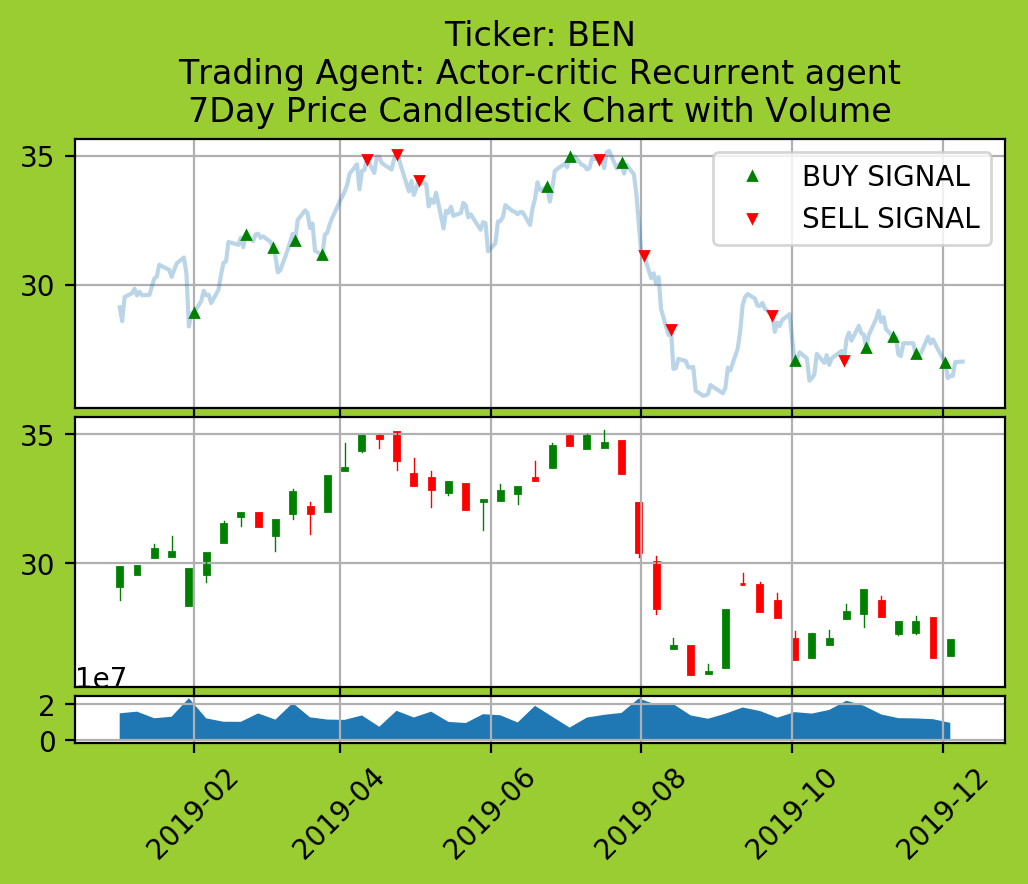 Ticker: BEN
Trading Agent: Actor-critic Recurrent agent
7Day Price Candlestick Chart with Volume
35
30
BUY SIGNAL
SELL SIGNAL
35
30
1e7
2
0
2019-02
2019-04
2019-06
2019-08
2019-10
2019-12